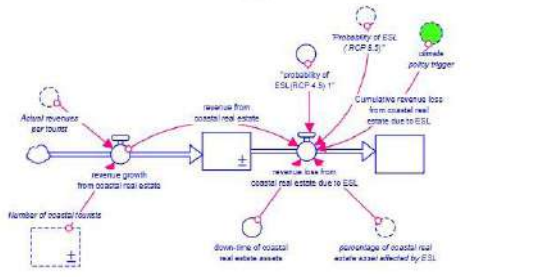 "Probability of ESL
( RCP 8.5)"
climate
policy trigger
"probability of
ESL(RCP 4.5) 1"
Actual revenues
per tourist
revenue from
coastal real estate
Cumulative revenue loss
from coastal real
estate due to ESL
revenue growth
from coastal real estate
revenue loss from
coastal real estate due to ESL
Number of coastal tourists
down-time of coastal
real estate assets
percentage of coastal real
estate asset affected by ESL